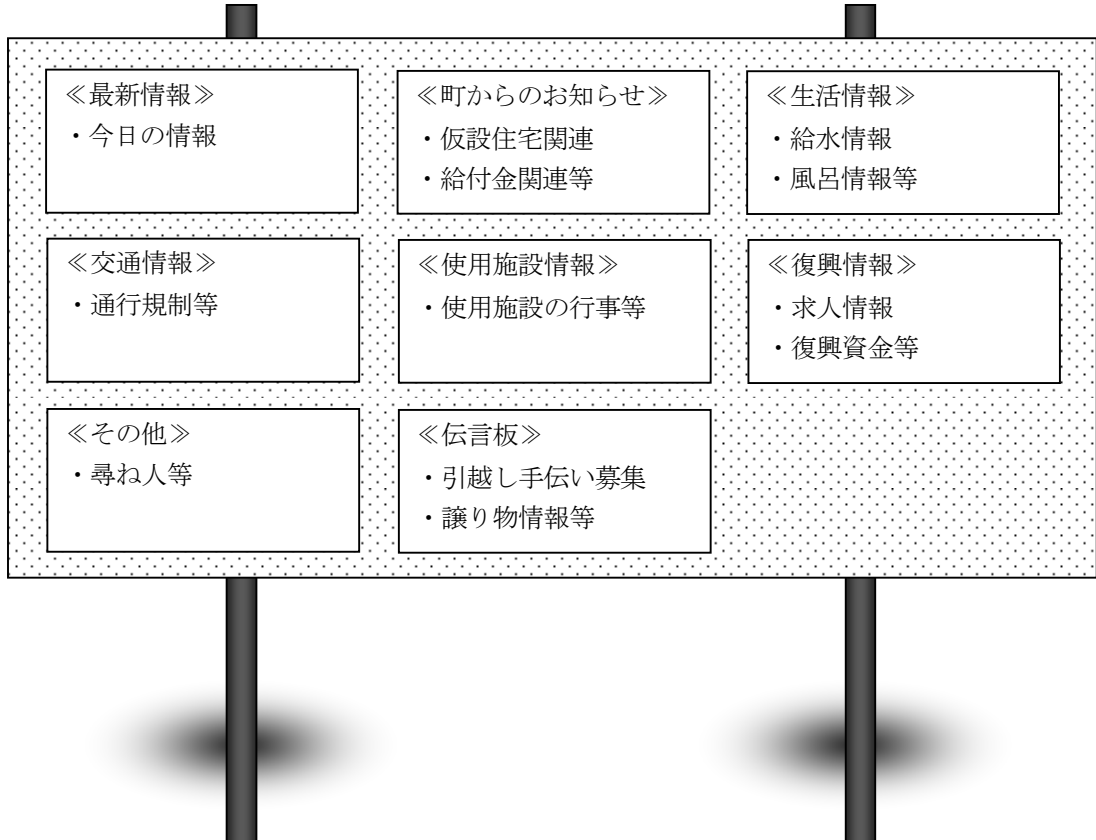 ≪最新情報≫
・今日の情報
≪町からのお知らせ≫
・仮設住宅関連
・給付金関連等
≪生活情報≫
・給水情報
・風呂情報等
≪交通情報≫
・通行規制等
≪使用施設情報≫
・使用施設の行事等
≪復興情報≫
・求人情報
・復興資金等
≪その他≫
・尋ね人等
≪伝言板≫
・引越し手伝い募集
・譲り物情報等